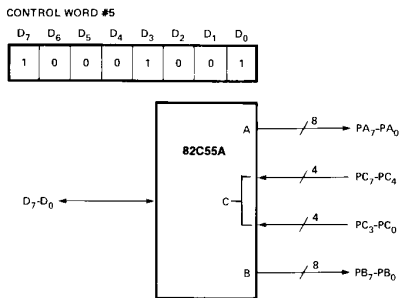 CONTROL WORD #5
D7 D6 D5 D4 D3 D2 D1 D0
1 0 0 0 1 0 0 1
82C55A
A
8
PA7-PA0
4
PC7-PC4
D7-D0
C
4
PC3-PC0
B
8
PB7-PB0